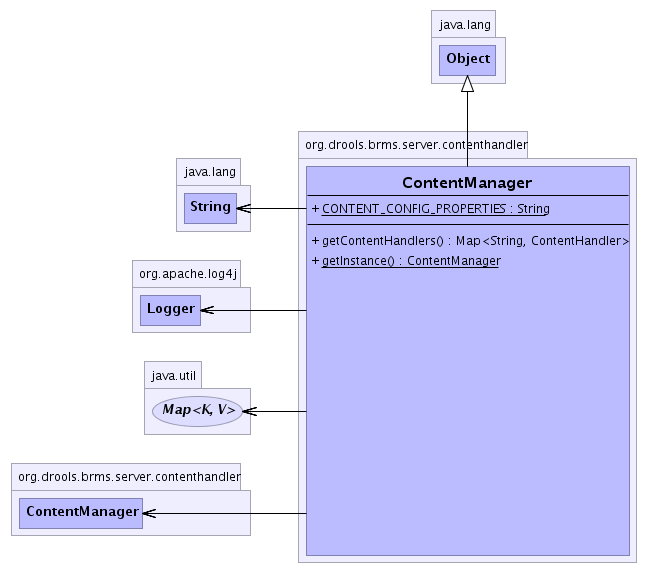 java.lang
Object
org.drools.brms.server.contenthandler
ContentManager
+ CONTENT_CONFIG_PROPERTIES : String
+ getContentHandlers() : Map<String, ContentHandler>
+ getInstance() : ContentManager
java.lang
String
org.apache.log4j
Logger
java.util
Map<K, V>
org.drools.brms.server.contenthandler
ContentManager